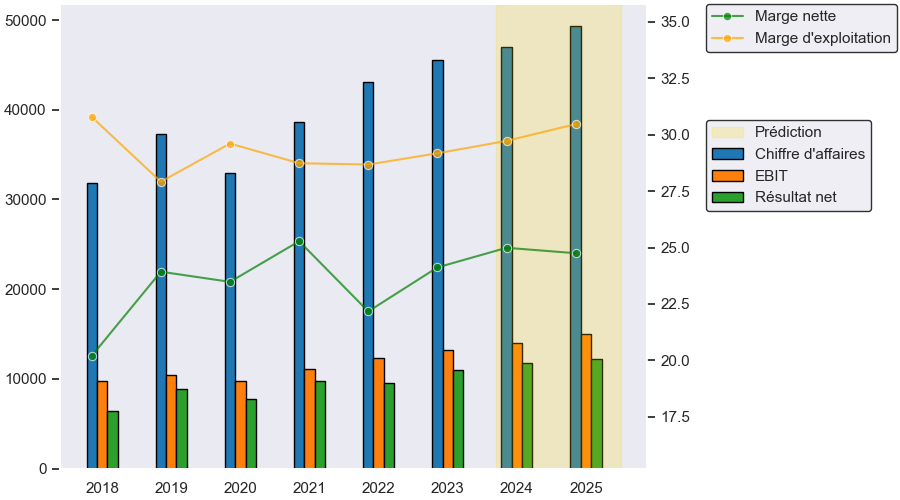 50000
40000
30000
20000
10000
0
35.0
32.5
30.0
27.5
25.0
22.5
20.0
17.5
2018 2019 2020 2021 2022 2023 2024 2025
Marge nette
Marge d'exploitation
Prédiction
Chiffre d'affaires
EBIT
Résultat net